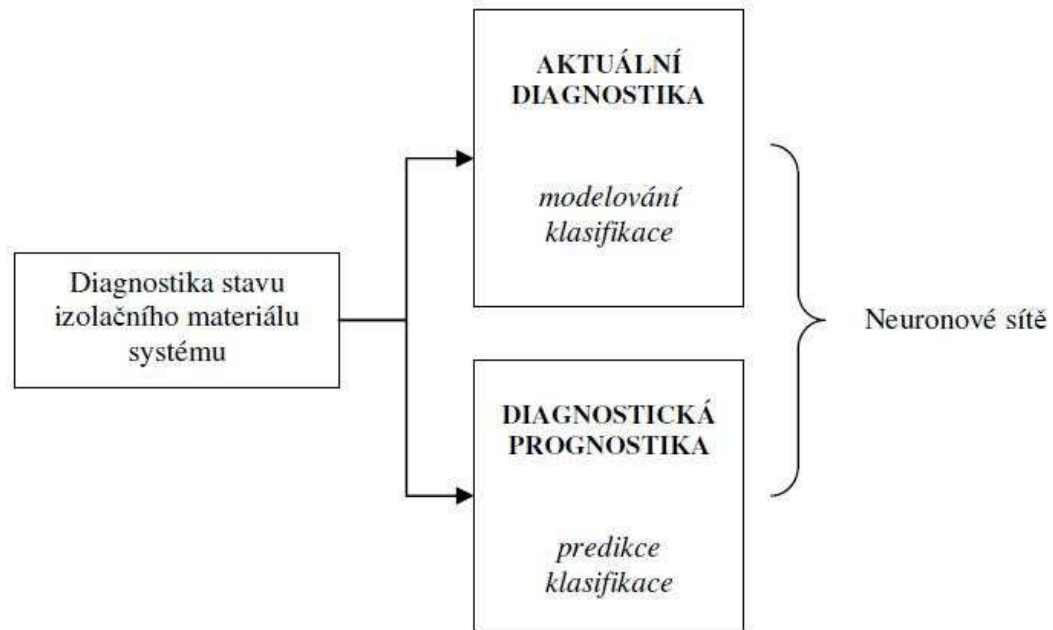 AKTUÁLNÍ
DIAGNOSTIKA
modelování
klasifikace
Diagnostika stavu
izolačního materiálu
systému
Neuronové sítě
DIAGNOSTICKÁ
PROGNOSTIKA
predikce
klasifikace